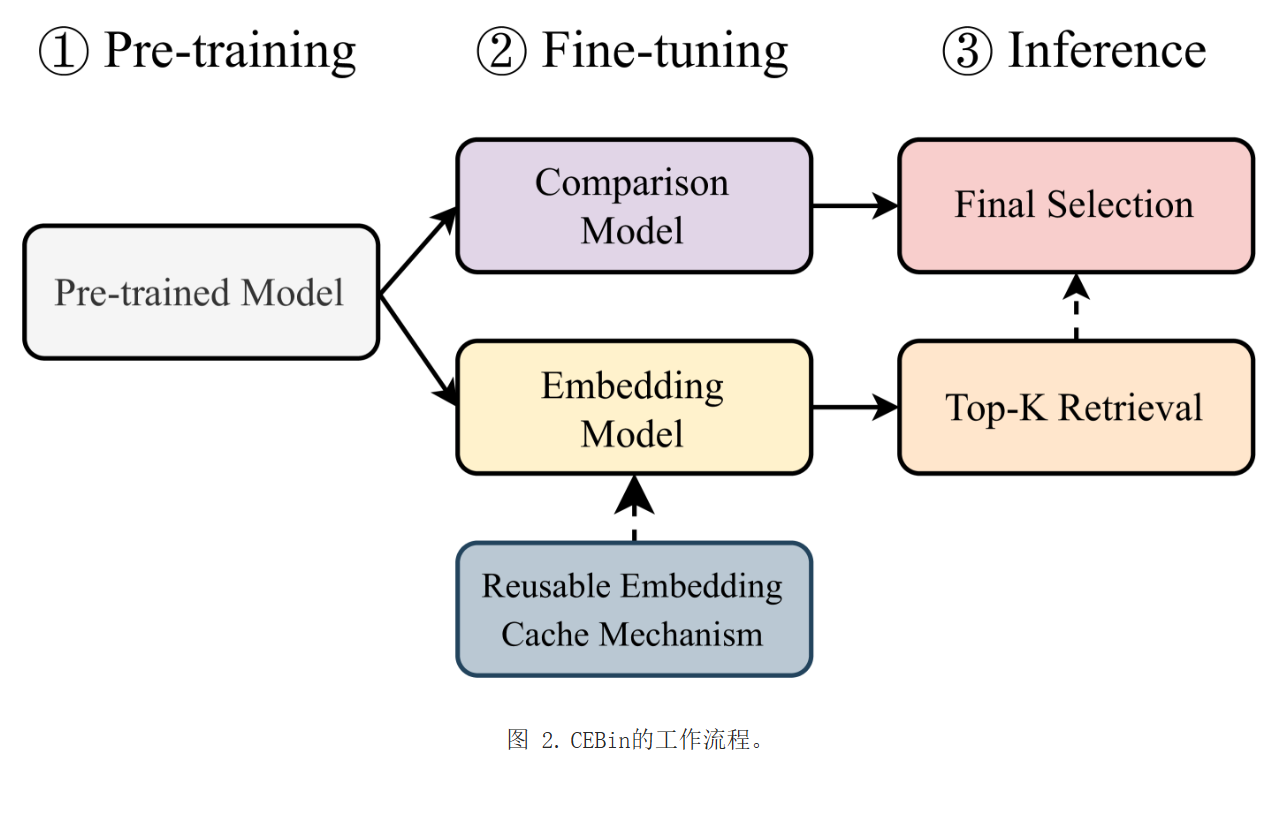 ① Pre-training
② Fine-tuning
③ Inference
Comparison
Model
Final Selection
Pre-trained Model
Embedding
Model
Top-K Retrieval
Reusable Embedding
Cache Mechanism
图 2. CEBin的工作流程。